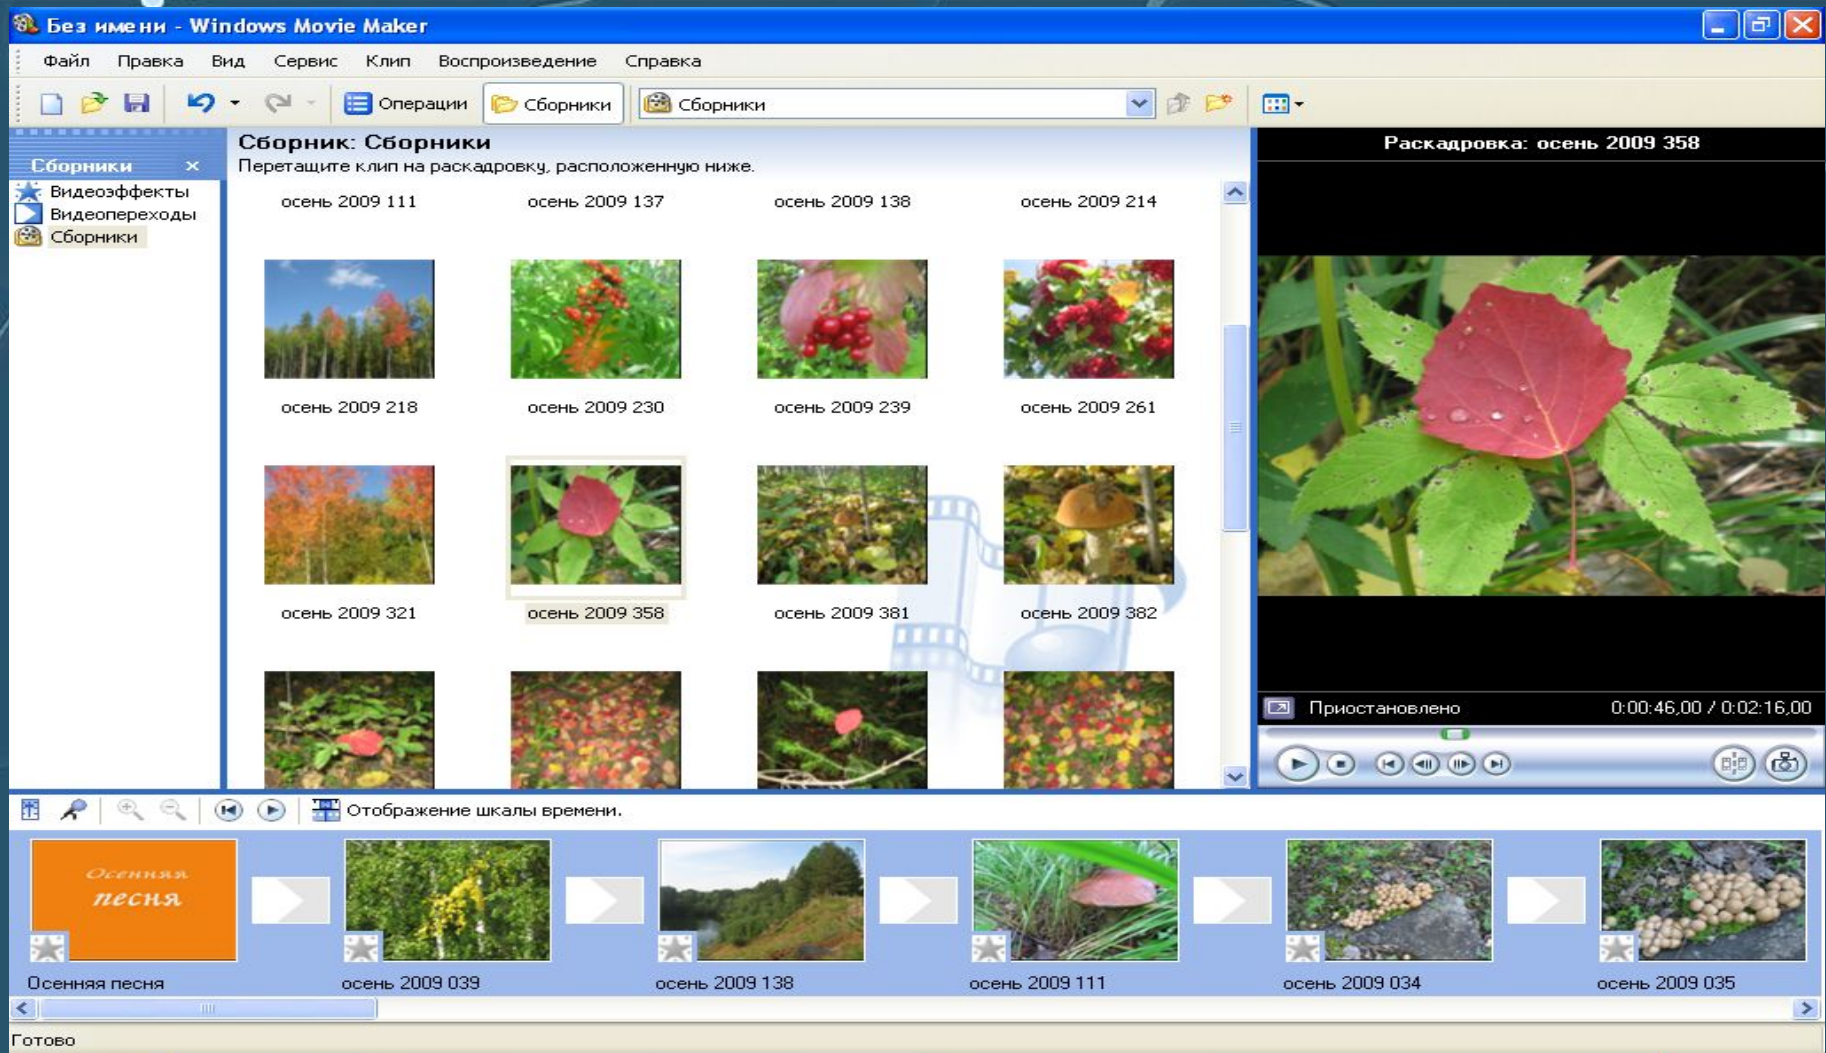 Без имени - Windows Movie Maker
Файл Правка Вид Сервис Клип Воспроизведение Справка
Операции Сборники Сборники
Сборники
Видеоэффекты
Видеопереходы
Сборники
Сборник: Сборники
Перетащите клип на раскадровку, расположенную ниже.
осень 2009 111 осень 2009 137 осень 2009 138 осень 2009 214
осень 2009 218 осень 2009 230 осень 2009 239 осень 2009 261
осень 2009 321 осень 2009 358 осень 2009 381 осень 2009 382
Раскадровка: осень 2009 358
Приостановлено 0:00:46,00 / 0:02:16,00
Отображение шкалы времени.
Осенняя
песня
Осенняя песня осень 2009 039 осень 2009 138 осень 2009 111 осень 2009 034 осень 2009 035
Готово